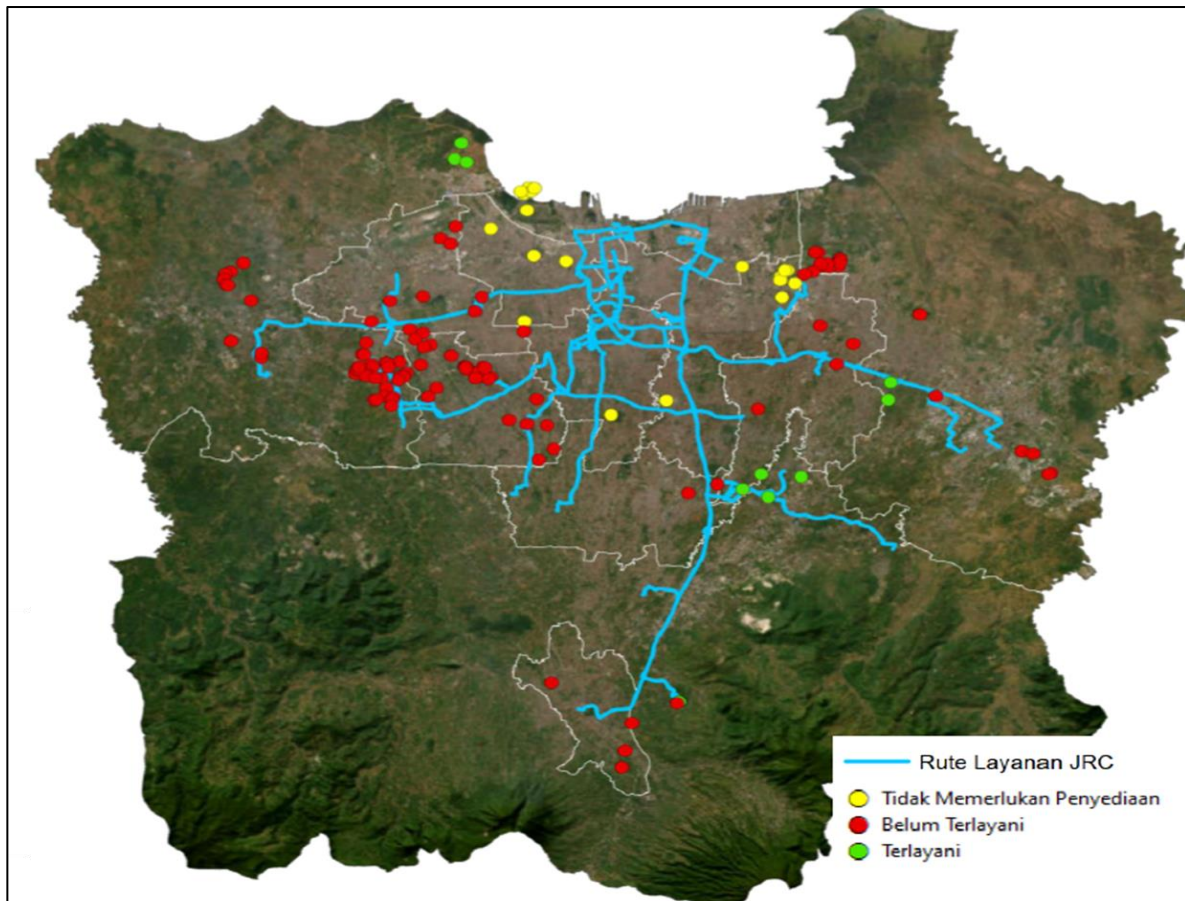 Rute Layanan JRC
Tidak Memerlukan Penyediaan
Belum Terlayani
Terlayani